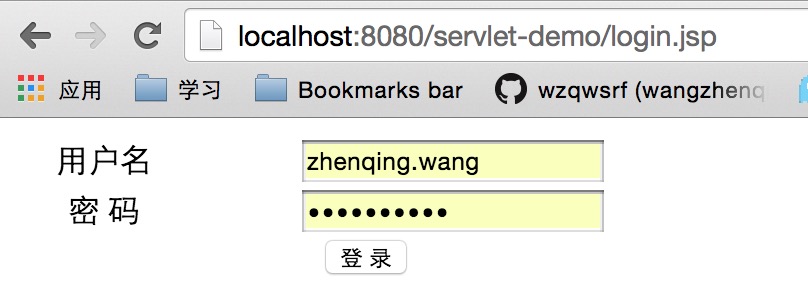 localhost:8080/servlet-demo/login.jsp
应用 学习 Bookmarks bar wzqwsrf (wangzhenq
用户名 zhenqing.wang
密 码 ••••••••••
登 录